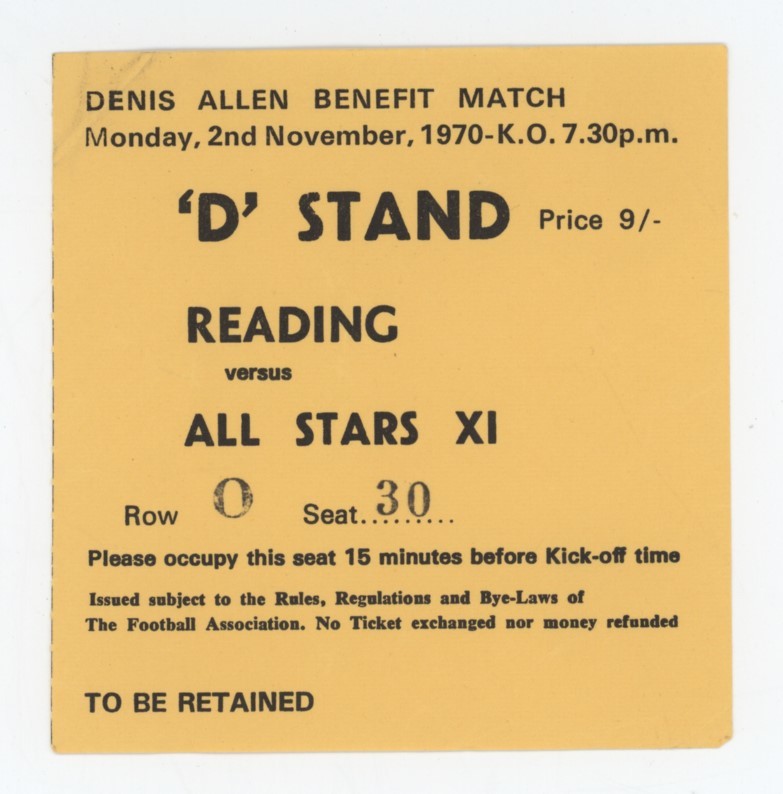 DENIS ALLEN BENEFIT MATCH
Monday, 2nd November, 1970-K.O. 7.30p.m.
‘D’ STAND Price 9/-
READING
versus
ALL STARS XI
Row O Seat.30........
Please occupy this seat 15 minutes before Kick-off time
Issued subject to the Rules, Regulations and Bye-Laws of
The Football Association. No Ticket exchanged nor money refunded
TO BE RETAINED